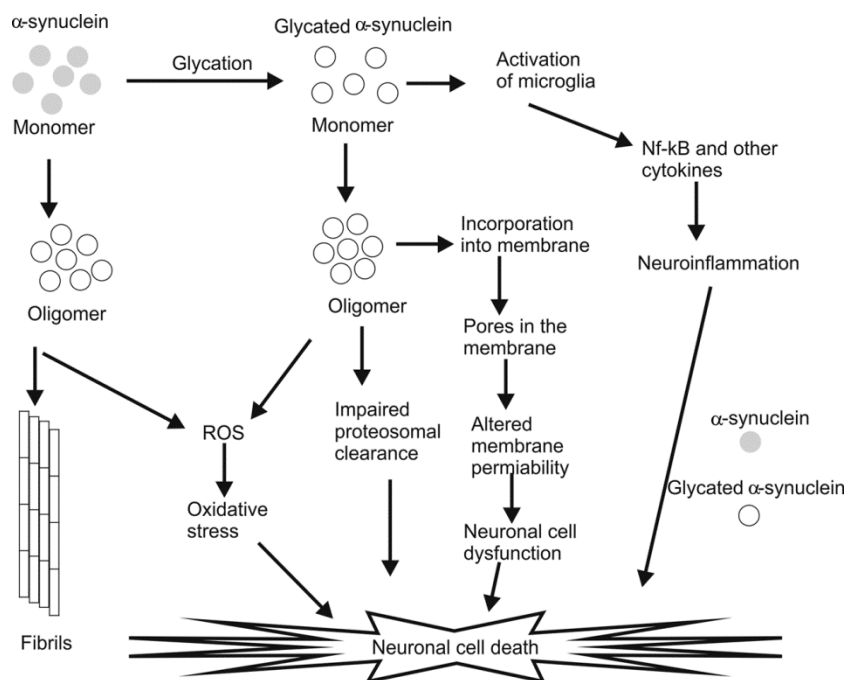 α-synuclein
Glycated α-synuclein
Glycation
Activation
of microglia
Monomer
Monomer
Nf-kB and other
cytokines
Incorporation
into membrane
Neuroinflammation
Oligomer
Oligomer
Pores in the
membrane
Impaired
proteosomal
clearance
ROS
Altered
membrane
permiability
α-synuclein
Glycated α-synuclein
Oxidative
stress
Neuronal cell
dysfunction
Fibrils
Neuronal cell death